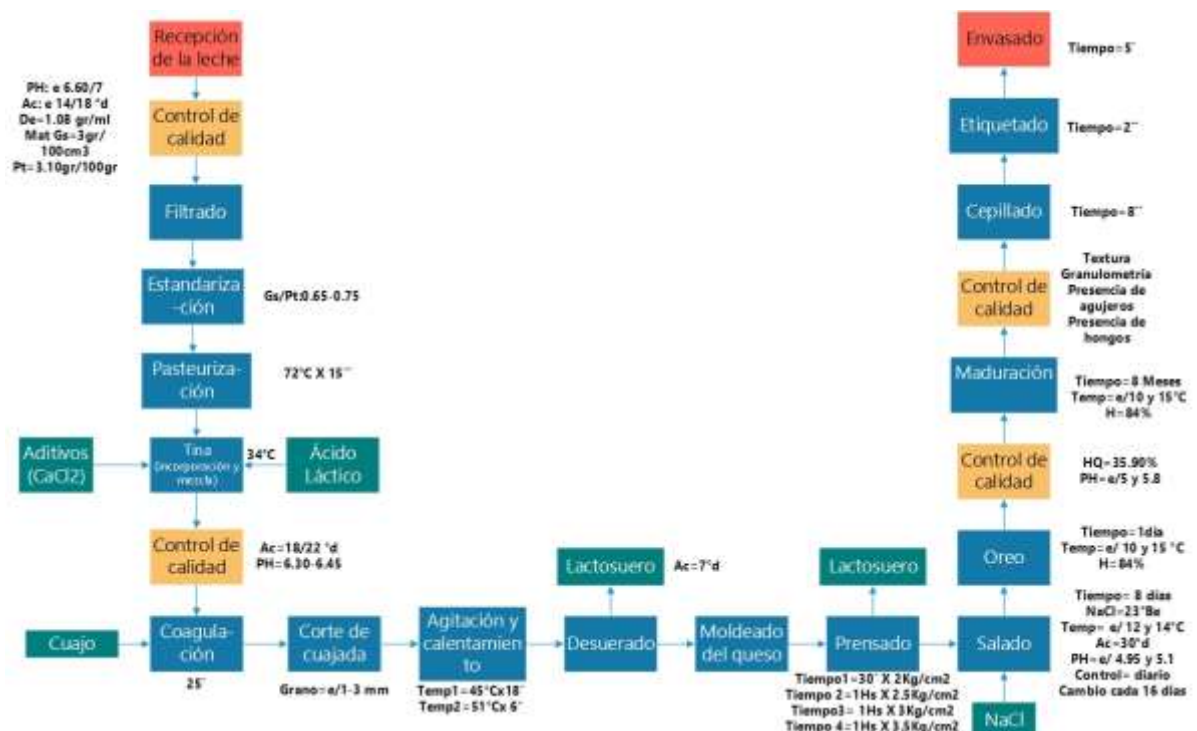 Recepción
de la leche
PH: e 6.60/7
Ac: e 14/18 °d
De=1.08 gr/ml
Mat Gs=3gr/
100cm3
Pt=3.10gr/100gr
Control de
calidad
Filtrado
Estandariza-
-ción
Gs/Pt:0.65-0.75
Pasteuriza-
ción
72°C X 15´´
Aditivos
(CaCl2)
Tina
(incorporación y
mezcla)
34°C
Ácido
Láctico
Control de
calidad
Ac=18/22 °d
PH=6.30-6.45
Cuajo
Coagula-
ción
25´
Corte de
cuajada
Grano=e/1-3 mm
Agitación y
calentamie
nto
Temp1=45°Cx18´
Temp2=51°Cx 6´
Lactosuero
Ac=7°d
Desuerado
Moldeado
del queso
Lactosuero
Prensado
Tiempo1=30´ X 2Kg/cm2
Tiempo 2=1Hs X 2.5Kg/cm2
Tiempo3= 1Hs X 3Kg/cm2
Tiempo 4=1Hs X 3.5Kg/cm2
NaCl
Salado
Tiempo= 8 días
NaCl=23°Be
Temp= e/ 12 y 14°C
Ac=30°d
PH=e/ 4.95 y 5.1
Control= diario
Cambio cada 16 días
Oreo
Tiempo=1día
Temp=e/ 10 y 15 °C
H=84%
Control de
calidad
HQ=35.90%
PH=e/5 y 5.8
Maduración
Tiempo=8 Meses
Temp=e/10 y 15°C
H=84%
Control de
calidad
Textura
Granulometría
Presencia de
agujeros
Presencia de
hongos
Cepillado
Tiempo=8´´
Etiquetado
Tiempo=2´´
Envasado
Tiempo=5´